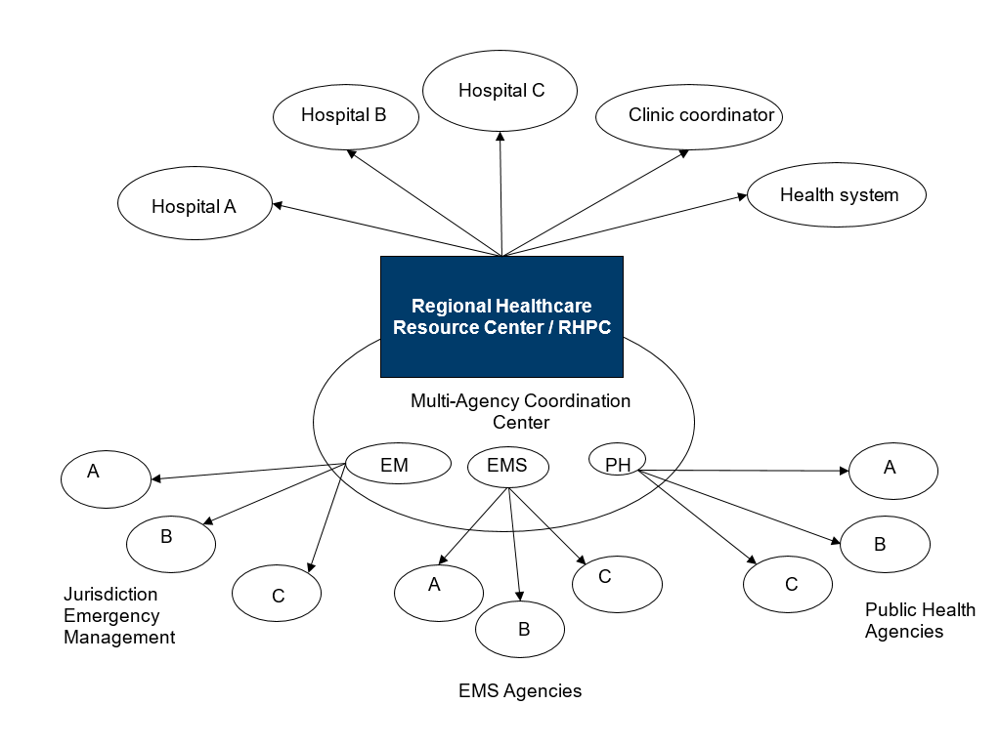 Hospital C
Hospital B
Clinic coordinator
Hospital A
Health system
Regional Healthcare
Resource Center / RHPC
Multi-Agency Coordination
Center
EM
EMS
PH
A
B
C
Jurisdiction
Emergency
Management
A
B
C
EMS Agencies
A
B
C
Public Health
Agencies